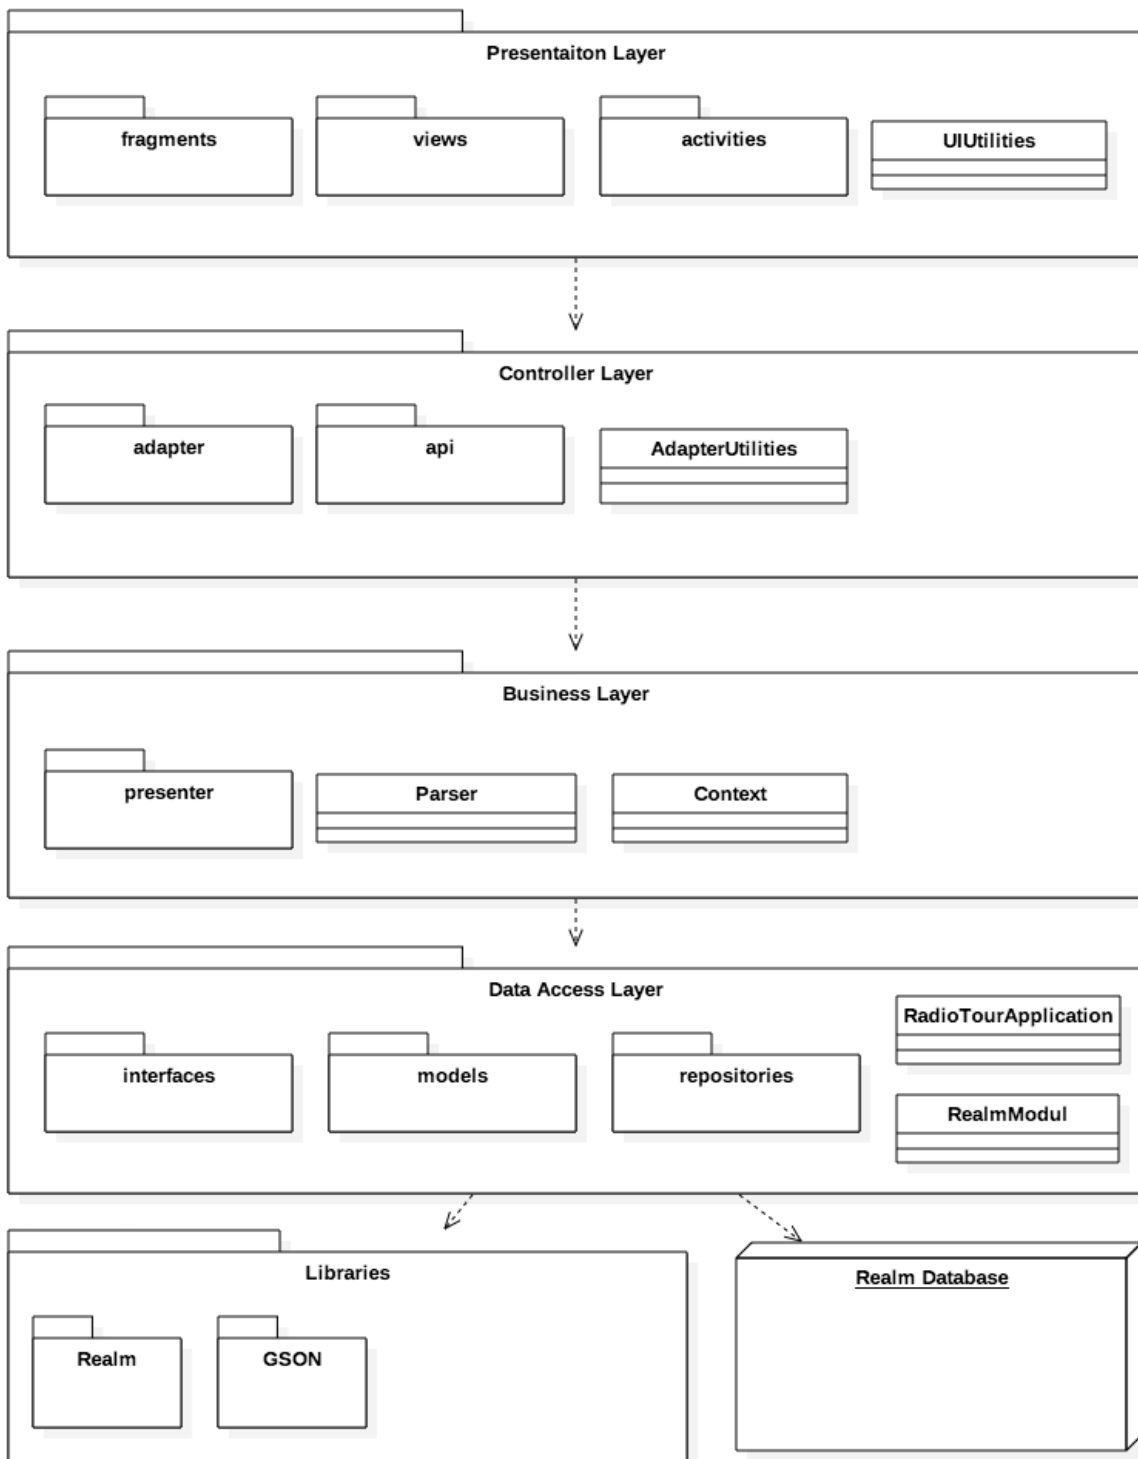 Presentaiton Layer
fragments
views
activities
UIUtilities
Controller Layer
adapter
api
AdapterUtilities
Business Layer
presenter
Parser
Context
Data Access Layer
interfaces
models
repositories
RadioTourApplication
RealmModul
Libraries
Realm
GSON
Realm Database